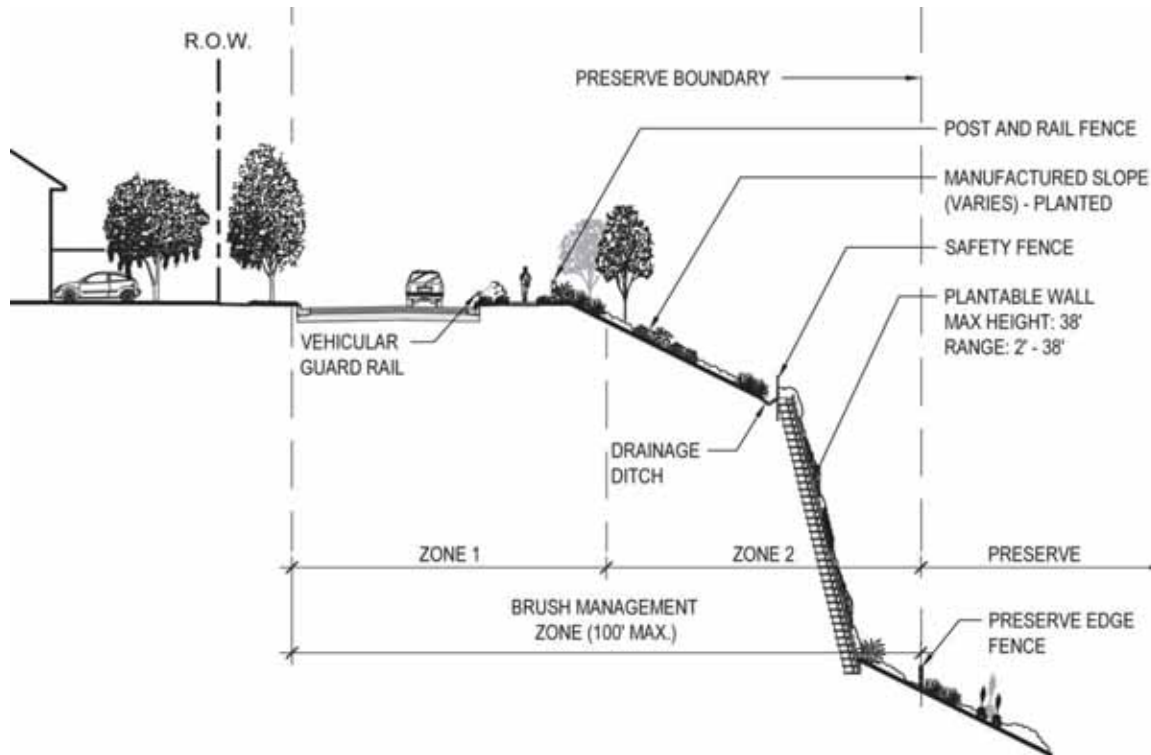 R.O.W.
PRESERVE BOUNDARY
POST AND RAIL FENCE
MANUFACTURED SLOPE
(VARIES) - PLANTED
SAFETY FENCE
PLANTABLE WALL
MAX HEIGHT: 38'
RANGE: 2' - 38'
VEHICULAR
GUARD RAIL
DRAINAGE
DITCH
ZONE 1
ZONE 2
PRESERVE
BRUSH MANAGEMENT
ZONE (100' MAX.)
PRESERVE EDGE
FENCE